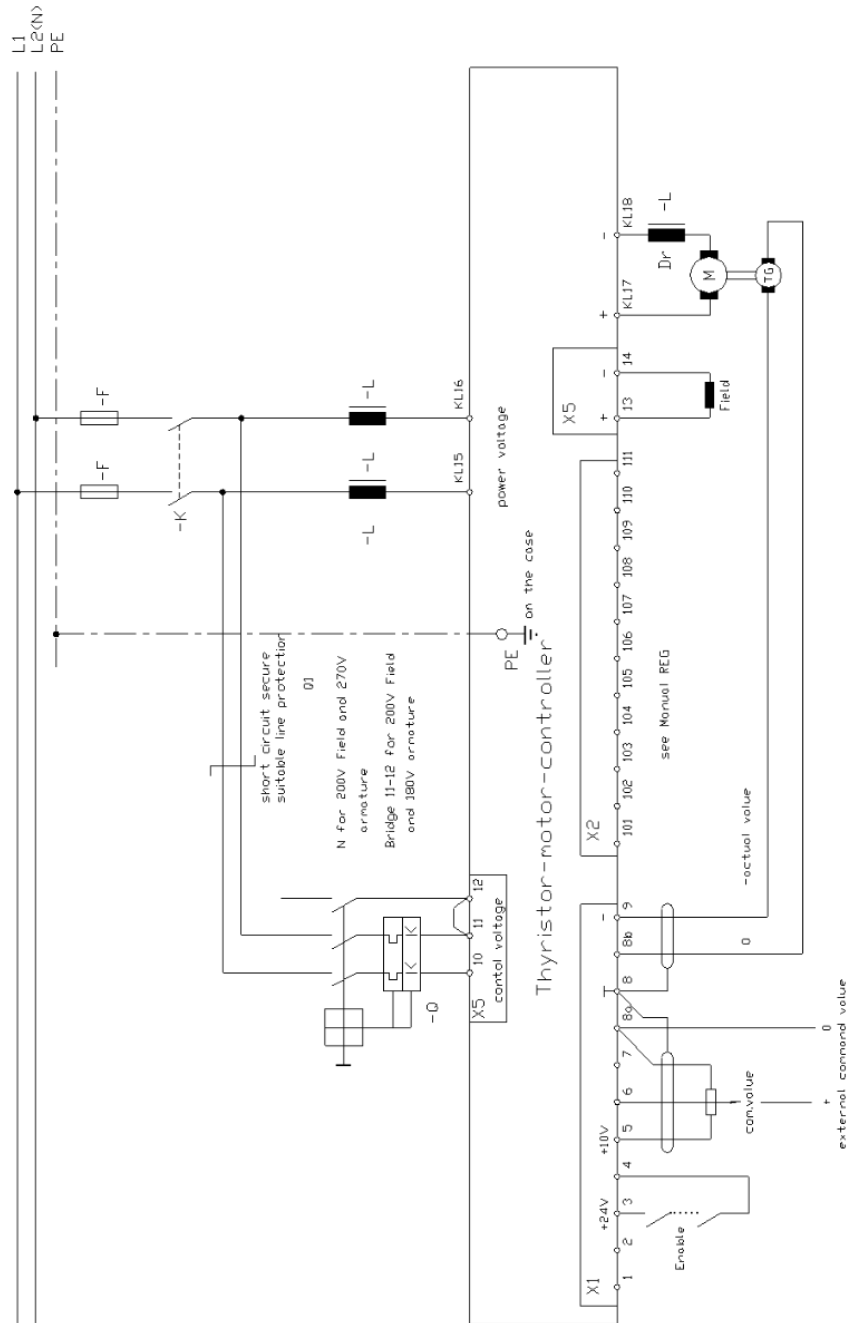 L1
L2(N)
PE
-F
-F
-K
-L
-L
-L
KL16
KL15
power voltage
PE
on the case
short circuit secure
suitable line protection
Q1
N for 200V Field and 270V
armature
Bridge 11-12 for 200V Field
and 180V armature
-Q
10
11
12
X5
contol voltage
Thyristor-motor-controller
KL18
KL17
-
+
-L
Dr
M
TG
X5
14
13
-
+
Field
X2
111
110
109
108
107
106
105
104
103
102
101
see Manual REG
X1
9
8b
8
8a
7
6
5
4
3
2
1
-
+10V
+24V
-actual value
0
com.value
Enable
0
+
external command value